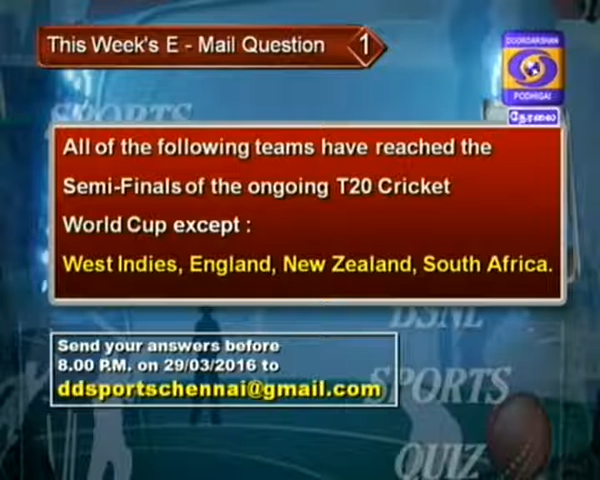 This Week's E - Mail Question 1
DOORDARSHAN
PODHIGAI
நேரலை
SPORTS
All of the following teams have reached the
Semi-Finals of the ongoing T20 Cricket
World Cup except :
West Indies, England, New Zealand, South Africa.
BSNL
Send your answers before
8.00 P.M. on 29/03/2016 to
ddsportschennai@gmail.com
SPORTS
QUIZ